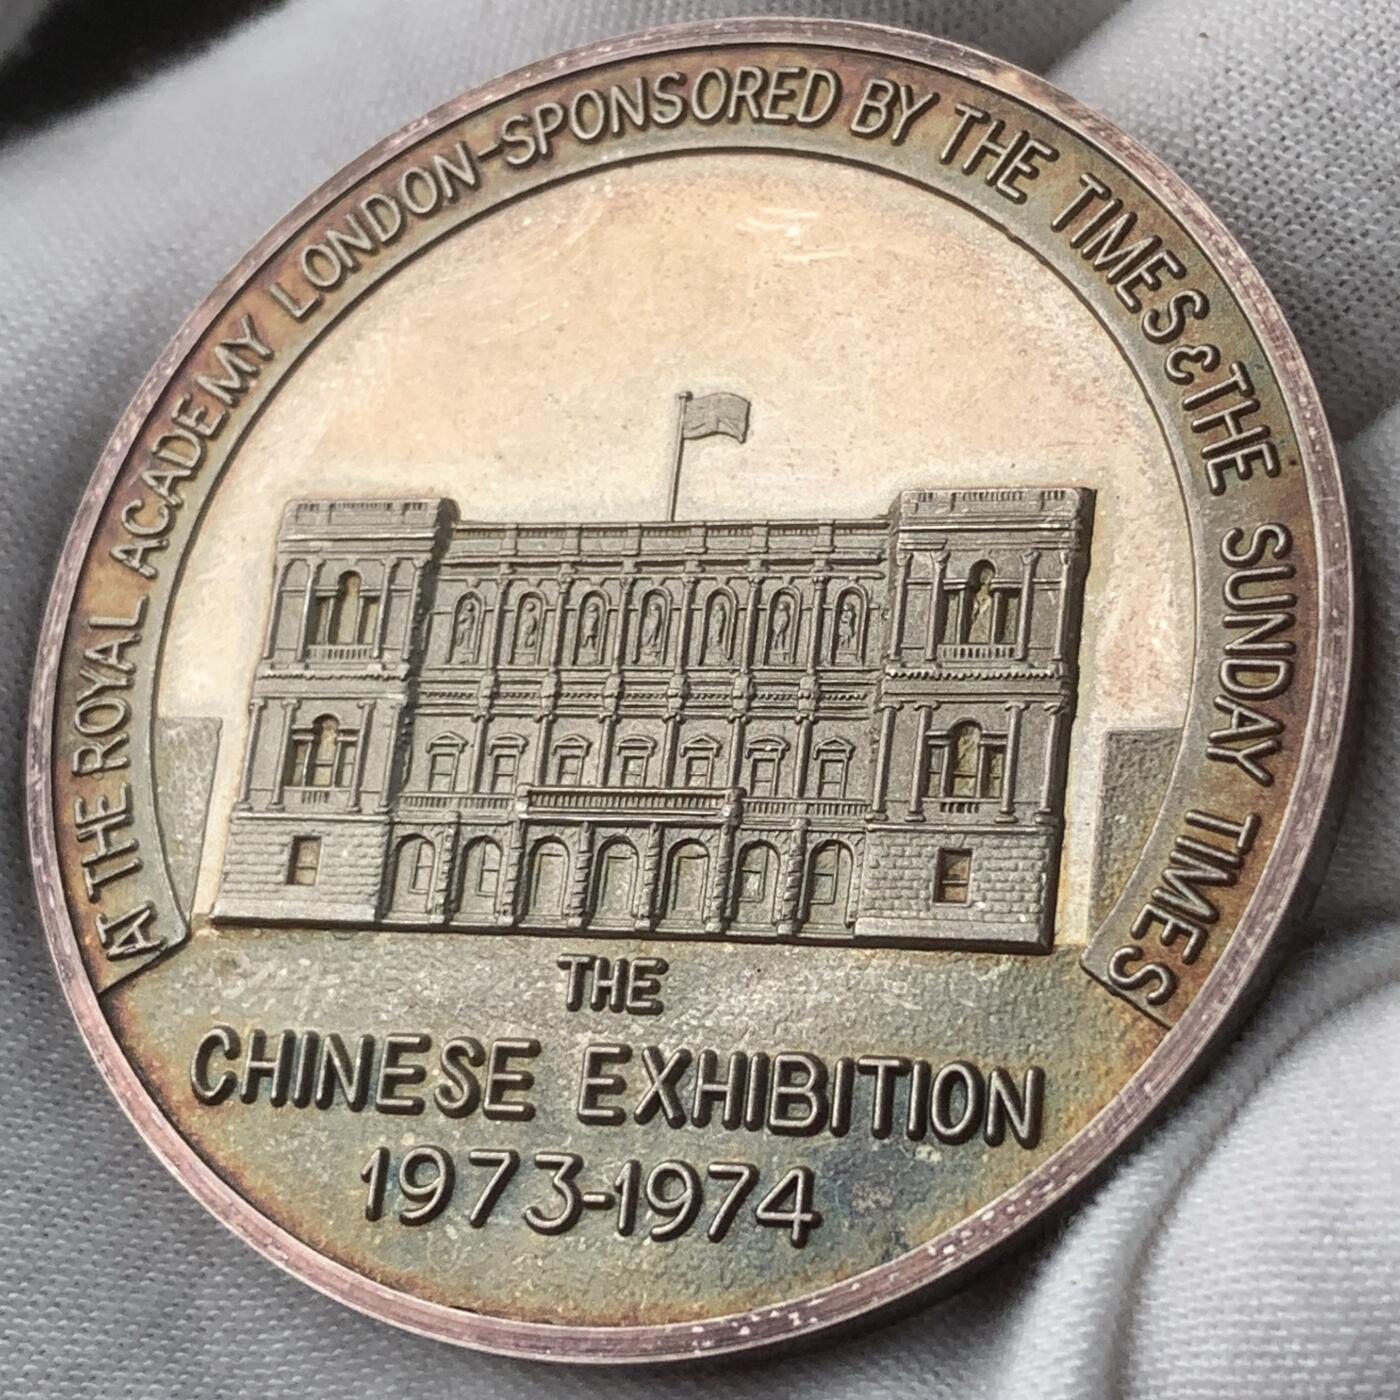 AT THE ROYAL ACADEMY LONDON-SPONSORED BY THE TIMES & THE SUNDAY TIMES
THE
CHINESE EXHIBITION
1973-1974